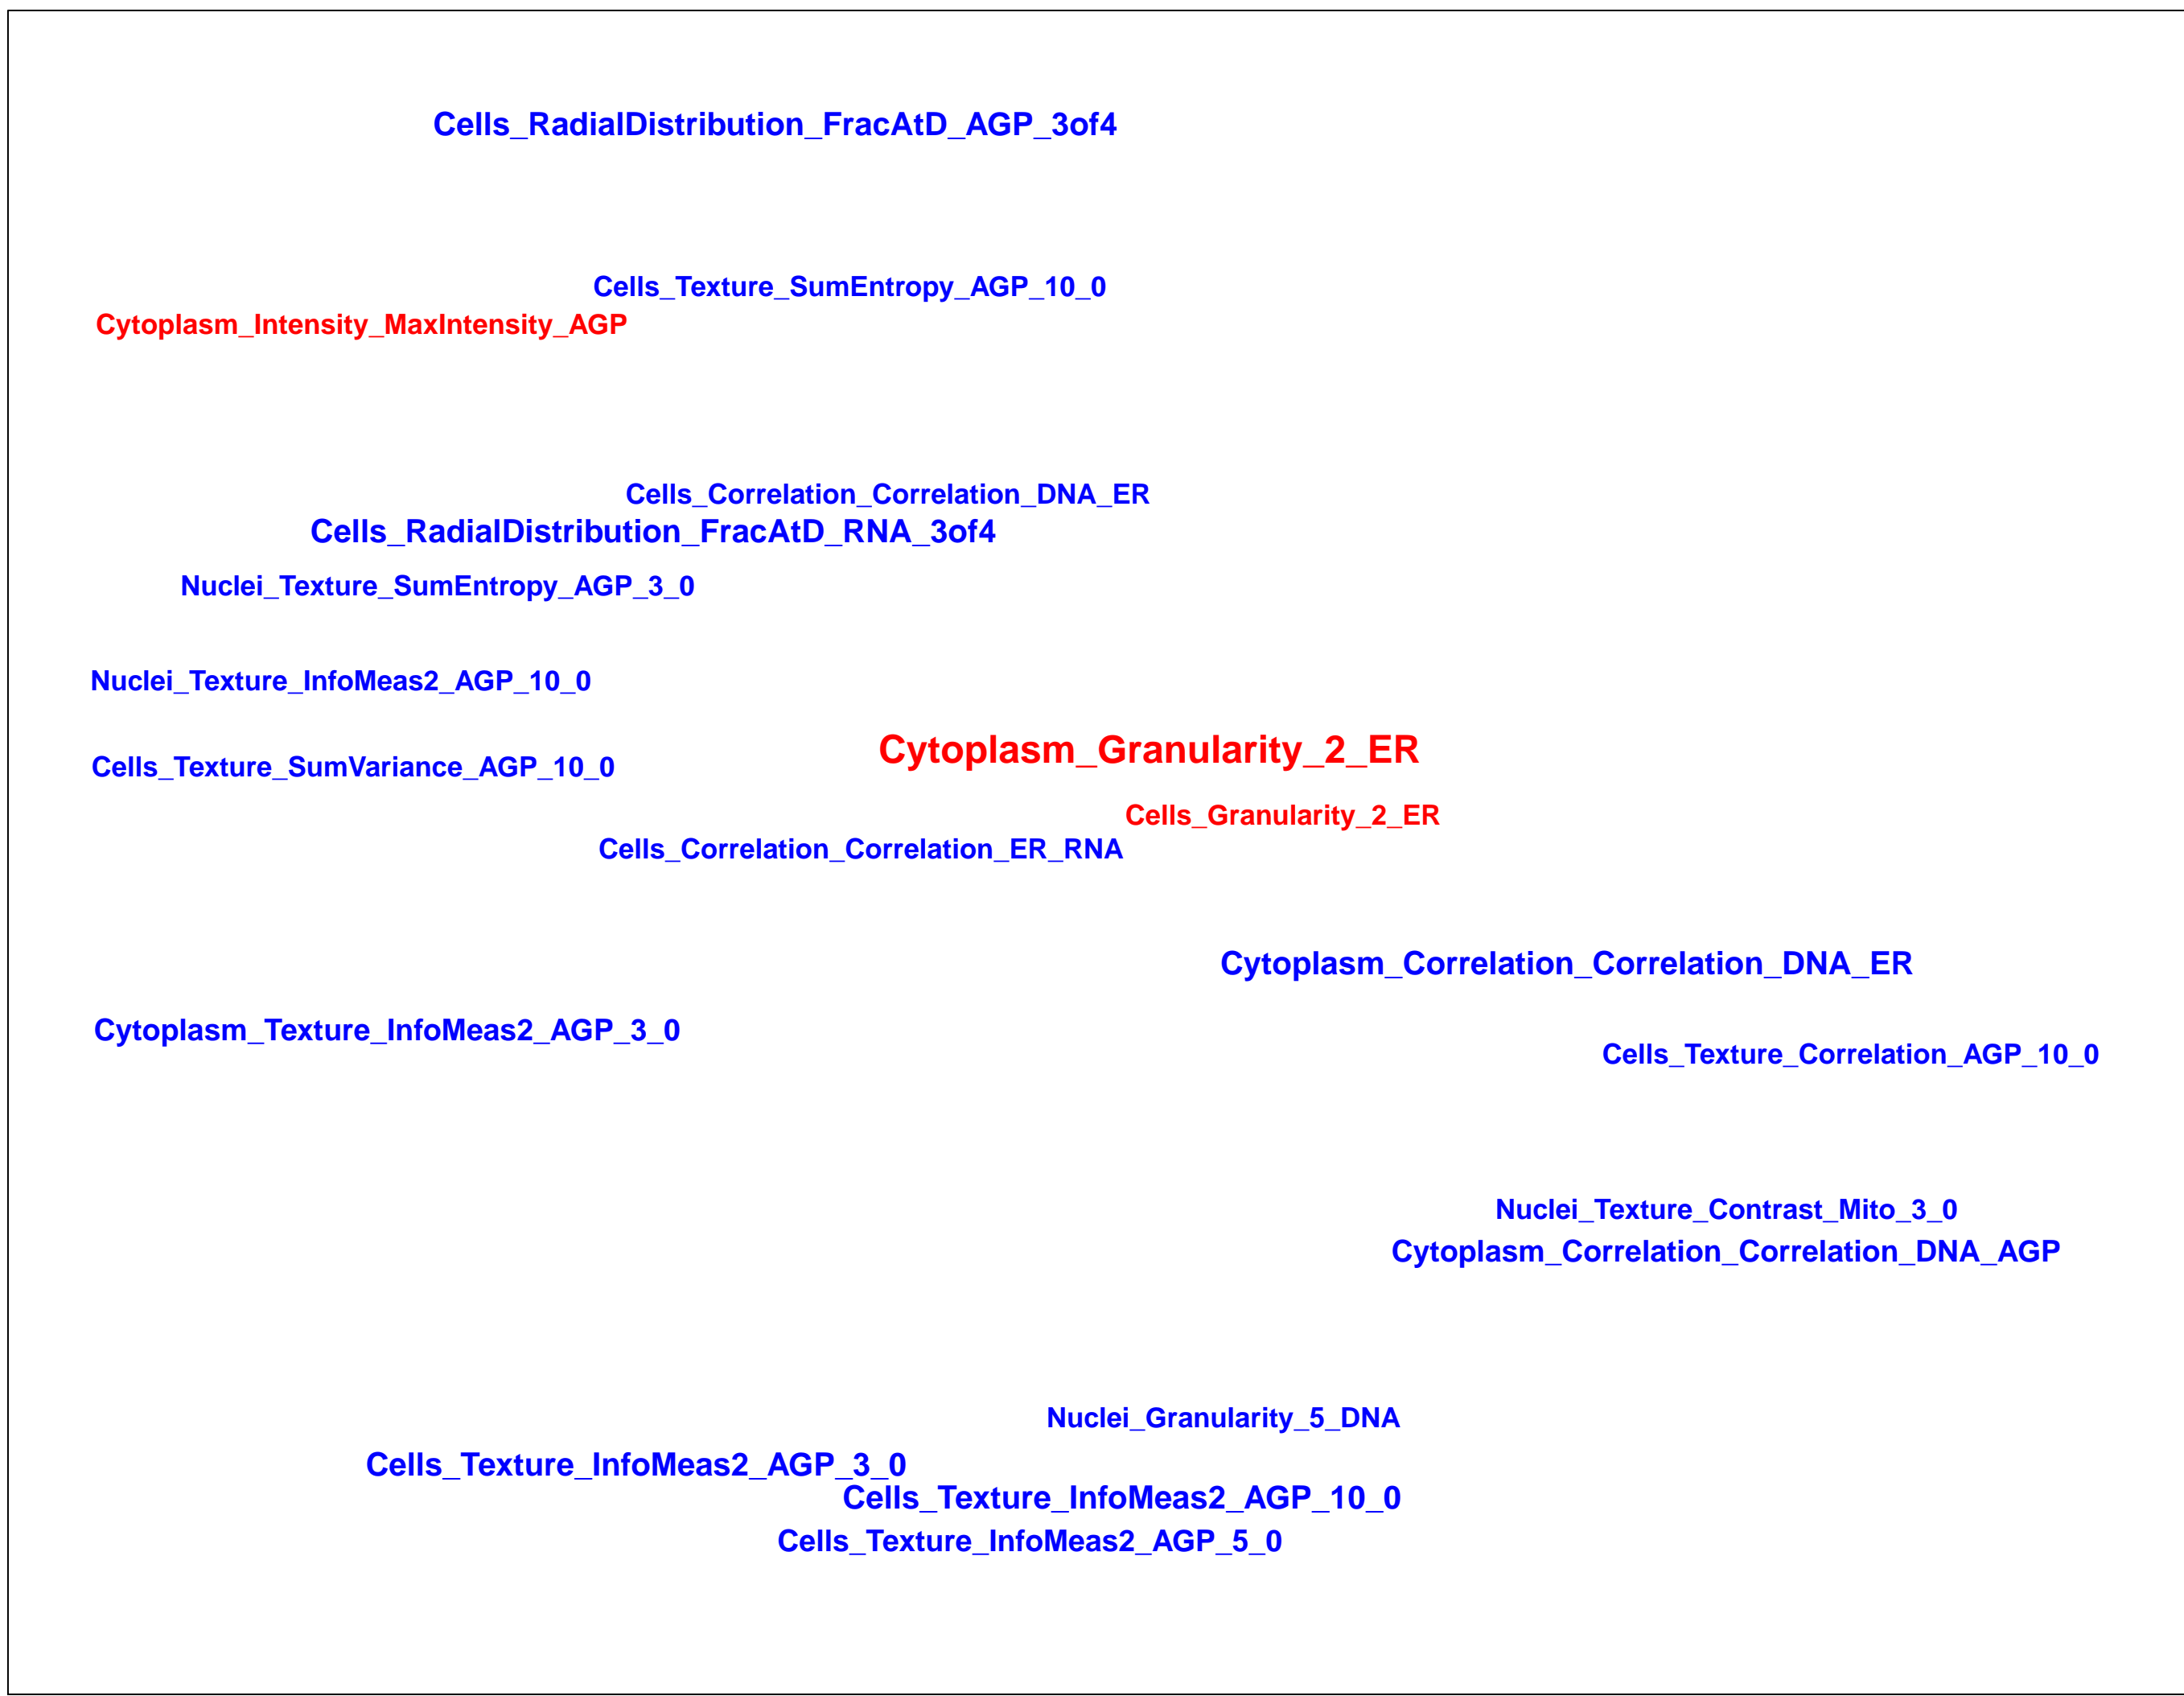 Cells_RadialDistribution_FracAtD_AGP_3of4
Cells_Texture_SumEntropy_AGP_10_0
Cytoplasm_Intensity_MaxIntensity_AGP
Cells_Correlation_Correlation_DNA_ER
Cells_RadialDistribution_FracAtD_RNA_3of4
Nuclei_Texture_SumEntropy_AGP_3_0
Nuclei_Texture_InfoMeas2_AGP_10_0
Cytoplasm_Granularity_2_ER
Cells_Texture_SumVariance_AGP_10_0
Cells_Granularity_2_ER
Cells_Correlation_Correlation_ER_RNA
Cytoplasm_Correlation_Correlation_DNA_ER
Cytoplasm_Texture_InfoMeas2_AGP_3_0
Cells_Texture_Correlation_AGP_10_0
Nuclei_Texture_Contrast_Mito_3_0
Cytoplasm_Correlation_Correlation_DNA_AGP
Nuclei_Granularity_5_DNA
Cells_Texture_InfoMeas2_AGP_3_0
Cells_Texture_InfoMeas2_AGP_10_0
Cells_Texture_InfoMeas2_AGP_5_0